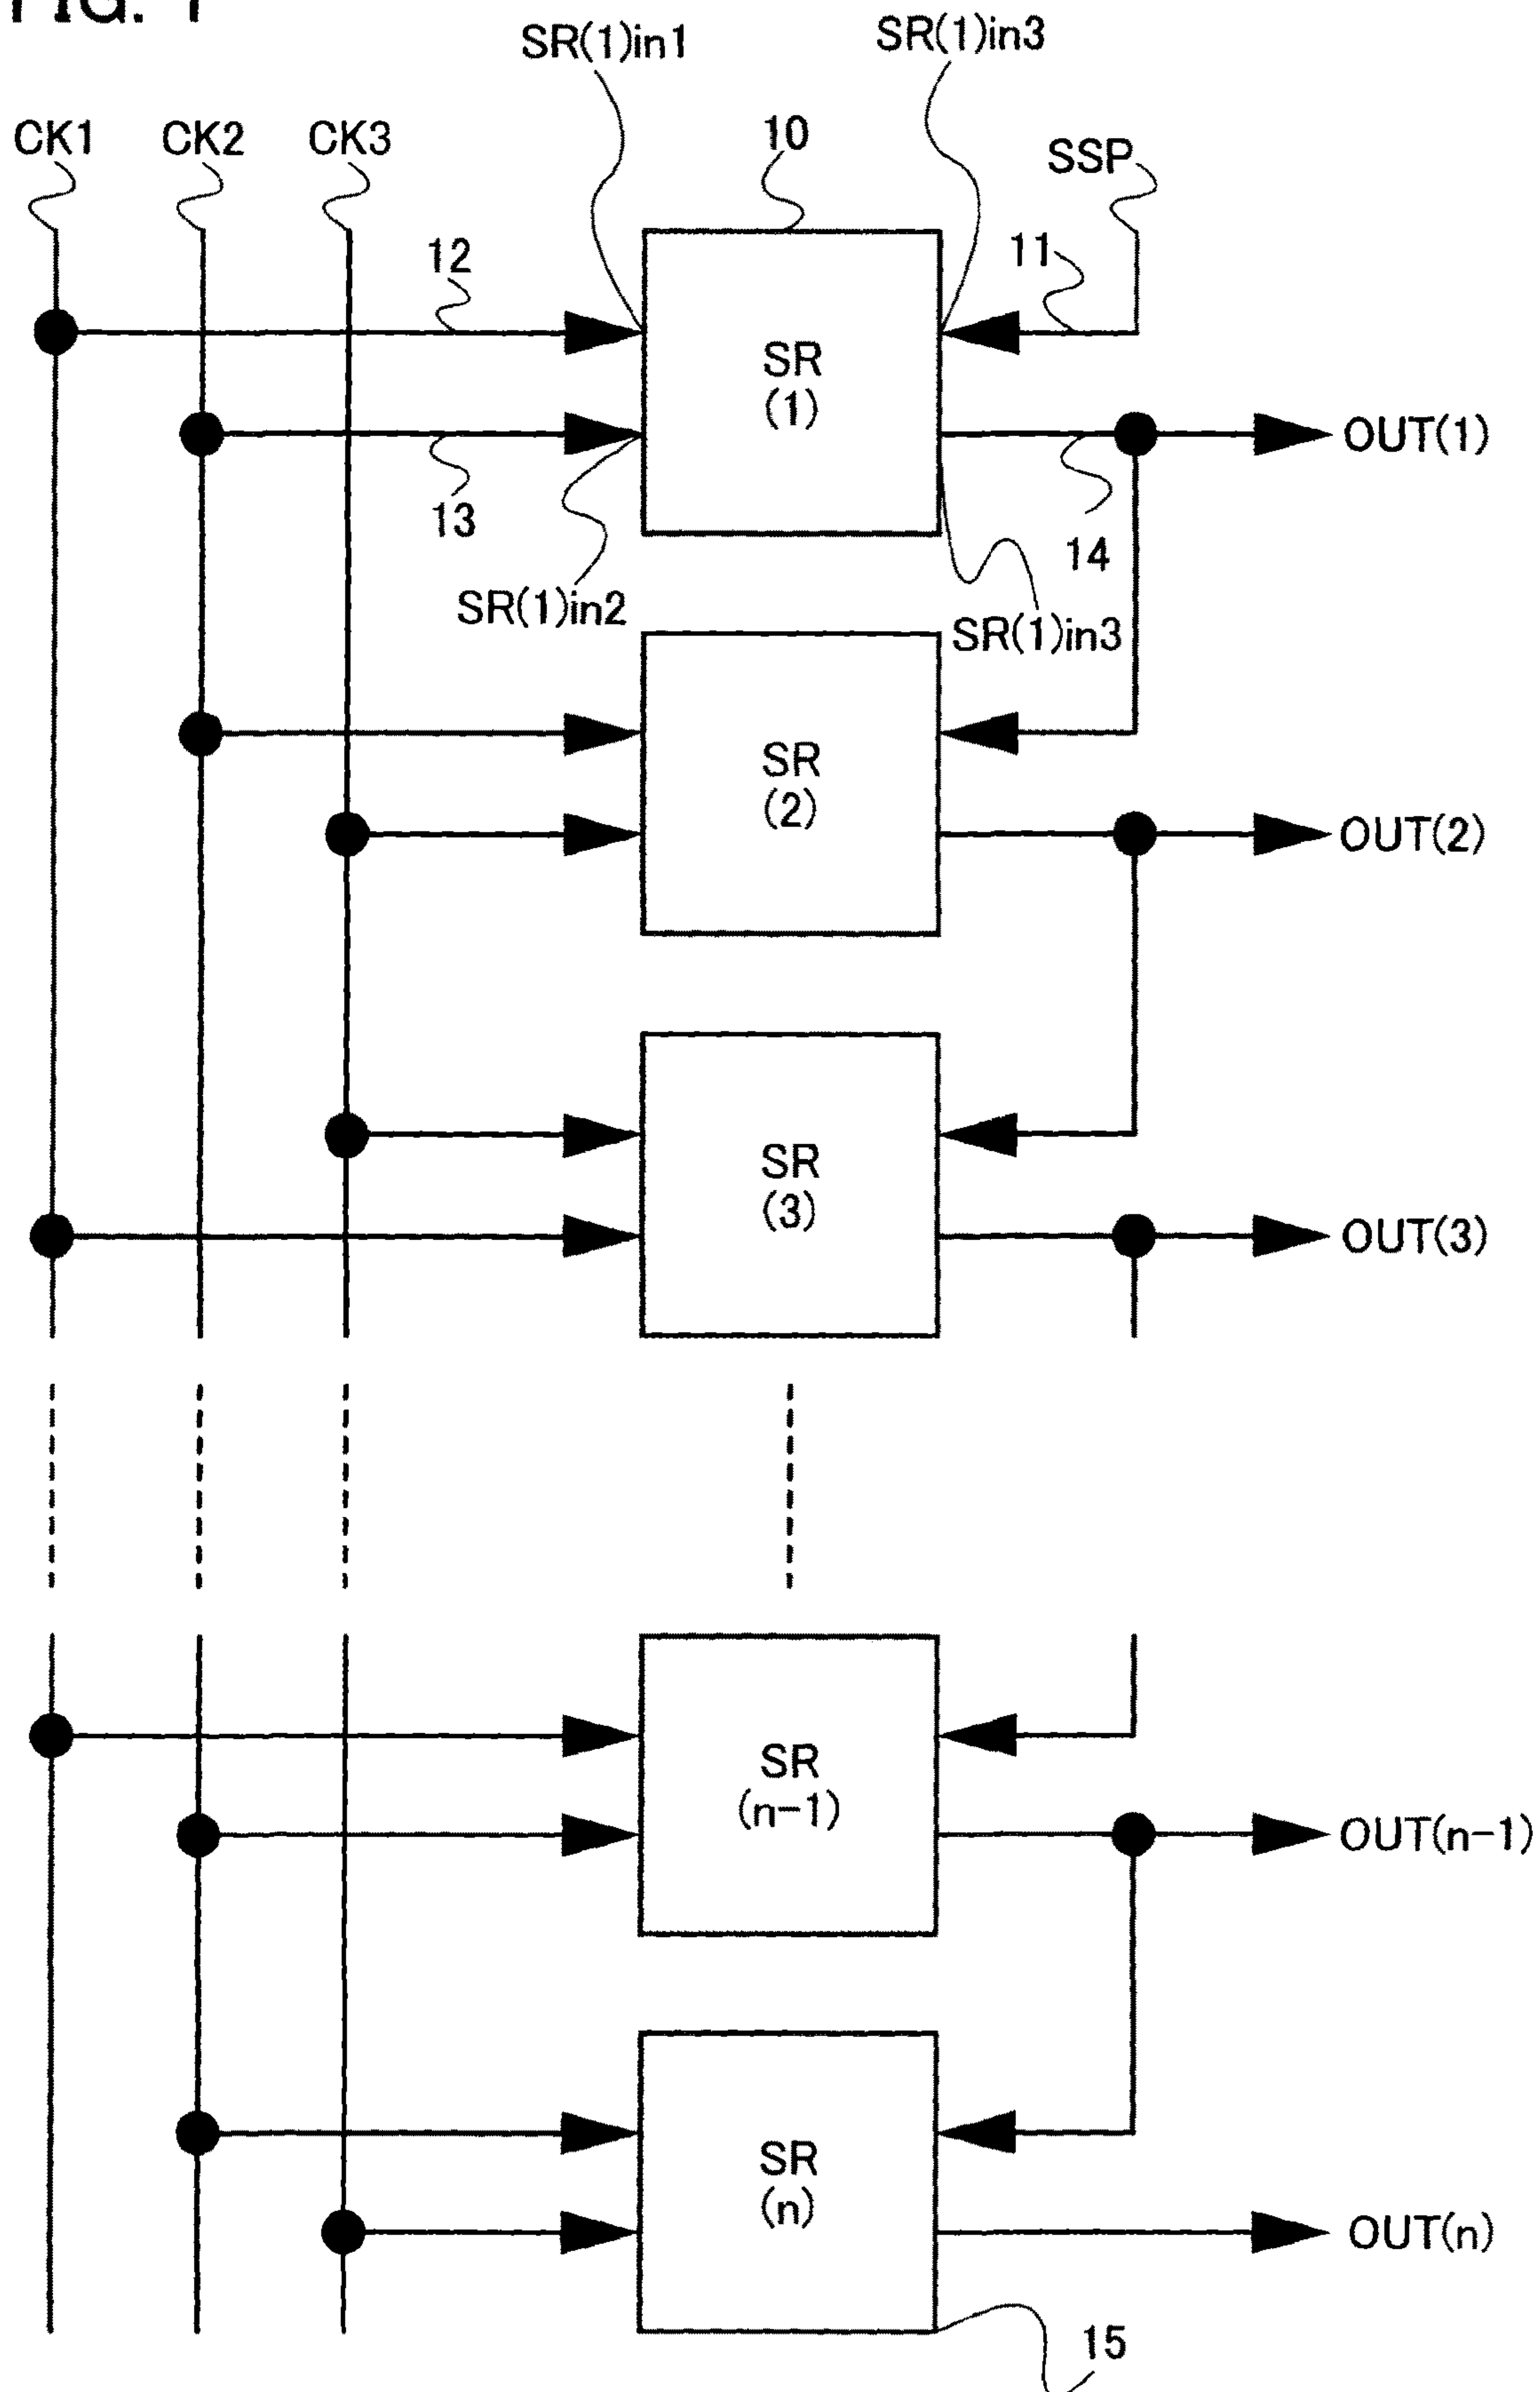 FIG. 1
SR(1)in1
SR(1)in3
CK1
CK2
CK3
10
SSP
12
11
SR
(1)
OUT(1)
13
14
SR(1)in2
SR(1)in3
SR
(2)
OUT(2)
SR
(3)
OUT(3)
SR
(n-1)
OUT(n-1)
SR
(n)
OUT(n)
15